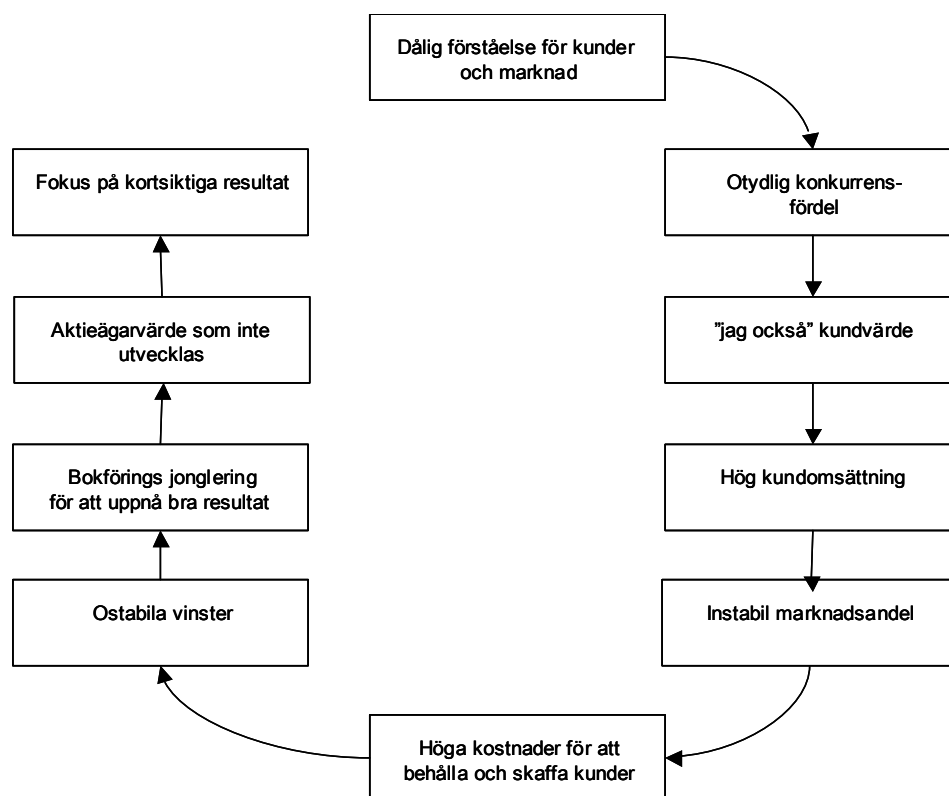 Dålig förståelse för kunder
och marknad
Otydlig konkurrens-
fördel
”jag också” kundvärde
Hög kundomsättning
Instabil marknadsandel
Höga kostnader för att
behålla och skaffa kunder
Ostabila vinster
Bokförings jonglering
för att uppnå bra resultat
Aktieägarvärde som inte
utvecklas
Fokus på kortsiktiga resultat